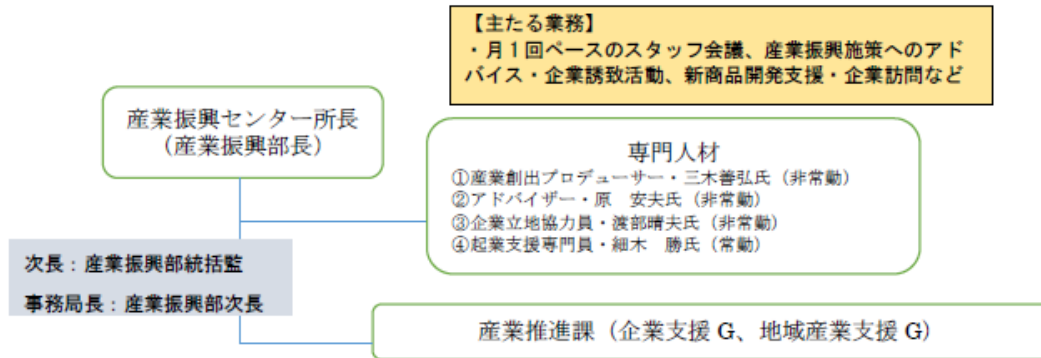 【主たる業務】
・月１回ペースのスタッフ会議、産業振興施策へのアド
バイス・企業誘致活動、新商品開発支援・企業訪問など
産業振興センター所長
（産業振興部長）
専門人材
①産業創出プロデューサー・三木善弘氏（非常勤）
②アドバイザー・原　安夫氏（非常勤）
③企業立地協力員・渡部晴夫氏（非常勤）
④起業支援専門員・細木　勝氏（常勤）
次長：産業振興部統括監
事務局長：産業振興部次長
産業推進課（企業支援 G、地域産業支援 G）